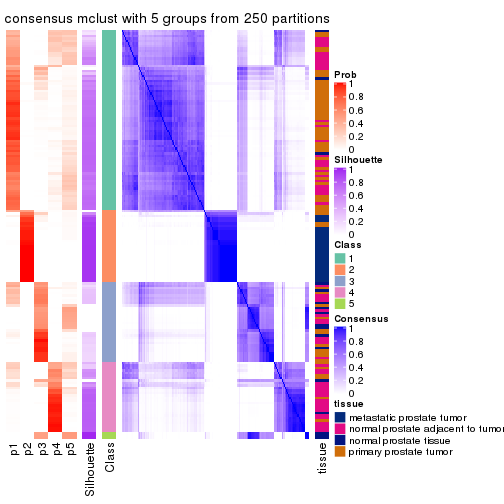 consensus mclust with 5 groups from 250 partitions
Prob
1
0.8
0.6
0.4
0.2
0
Silhouette
1
0.8
0.6
0.4
0.2
0
Class
1
2
3
4
5
Consensus
1
0.8
0.6
0.4
0.2
0
tissue
metastatic prostate tumor
normal prostate adjacent to tumor
normal prostate tissue
primary prostate tumor
p1
p2
p3
p4
p5
Silhouette
Class
tissue